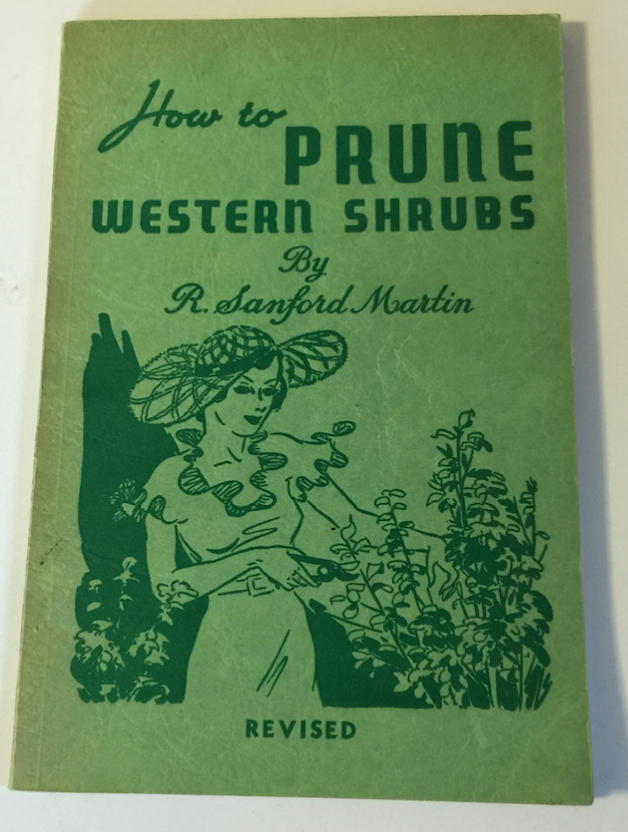 How to
PRUNE
WESTERN SHRUBS
By
R. Sanford Martin
REVISED